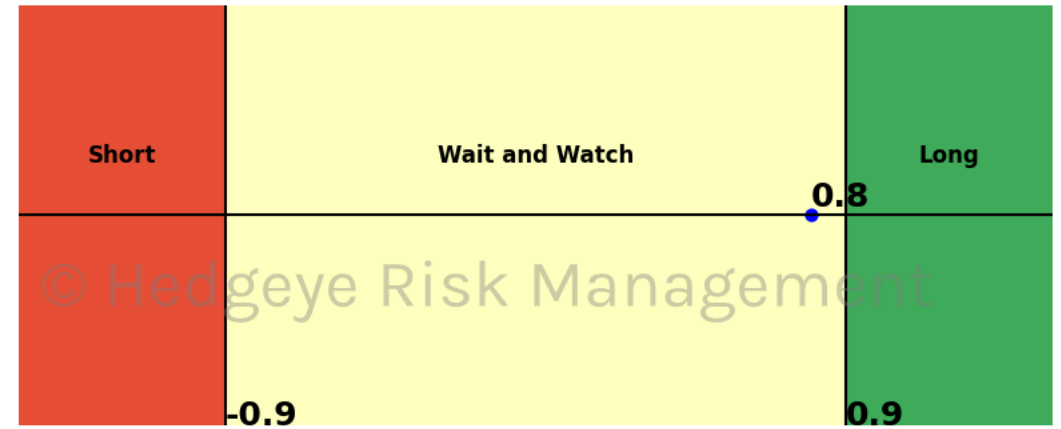 Short
Wait and Watch
Long
0.8
© Hedgeye Risk Management
-0.9
0.9